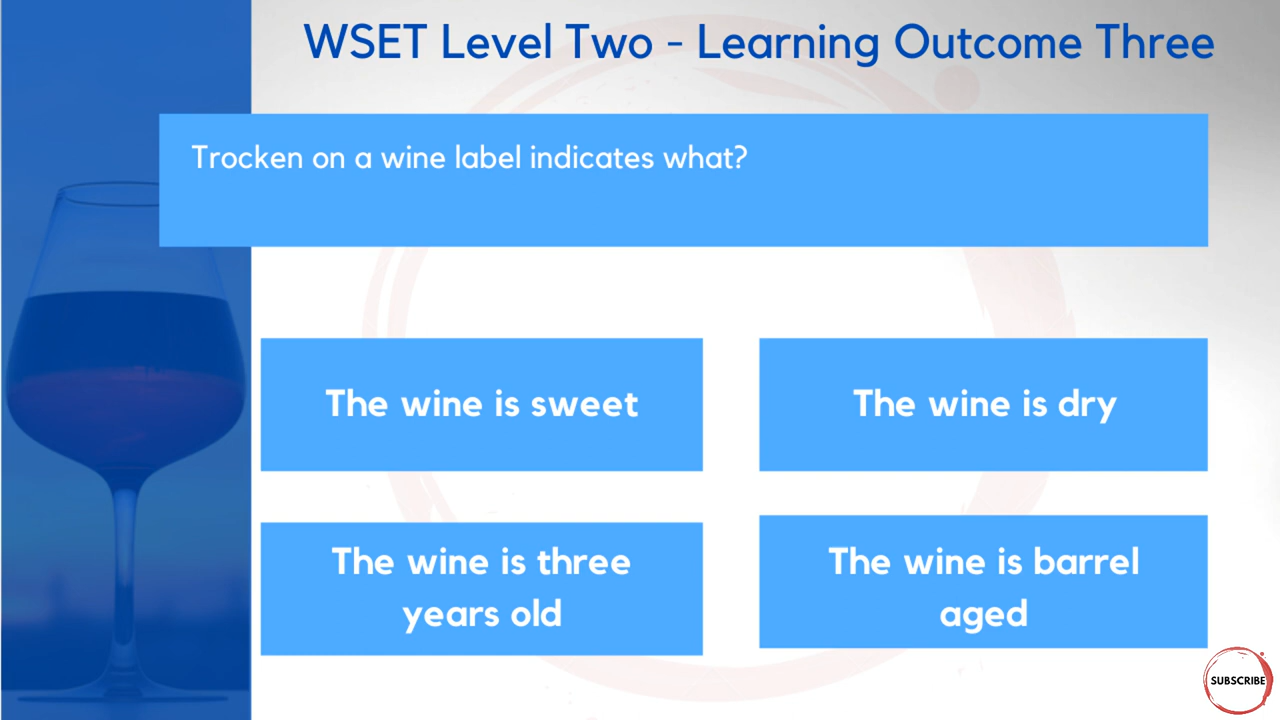 WSET Level Two - Learning Outcome Three
Trocken on a wine label indicates what?
The wine is sweet
The wine is dry
The wine is three
years old
The wine is barrel
aged
SUBSCRIBE